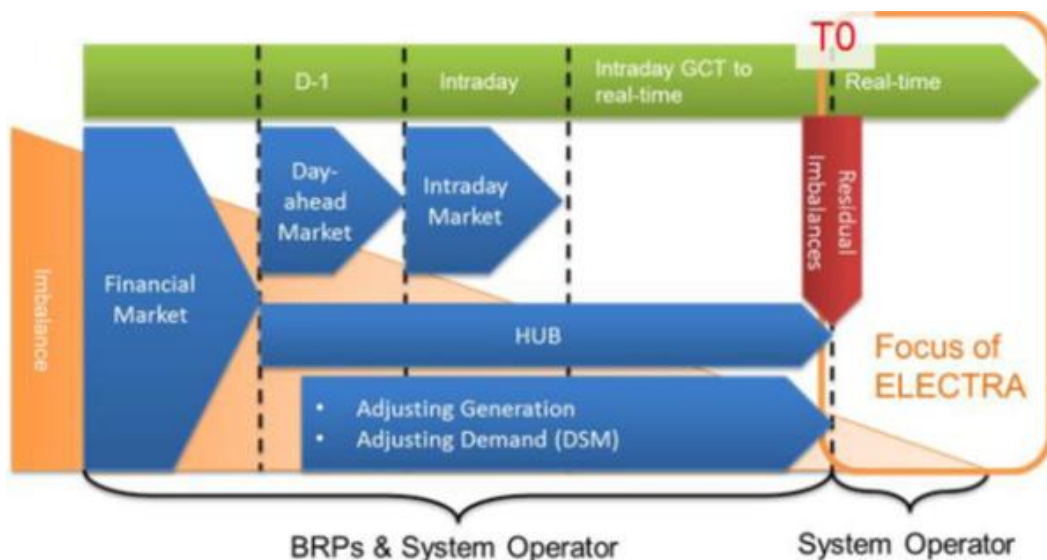 T0
D-1
Intraday
Intraday GCT to
real-time
Real-time
Imbalance
Financial
Market
Day-
ahead
Market
Intraday
Market
Residual
Imbalances
HUB
• Adjusting Generation
• Adjusting Demand (DSM)
Focus of
ELECTRA
BRPs & System Operator
System Operator